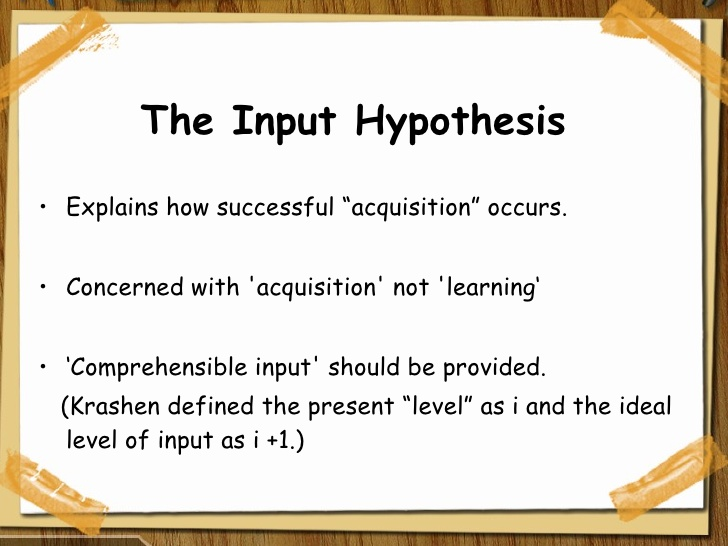 The Input Hypothesis
• Explains how successful “acquisition” occurs.
• Concerned with 'acquisition' not 'learning‘
• ‘Comprehensible input' should be provided.
(Krashen defined the present “level” as i and the ideal
level of input as i +1.)